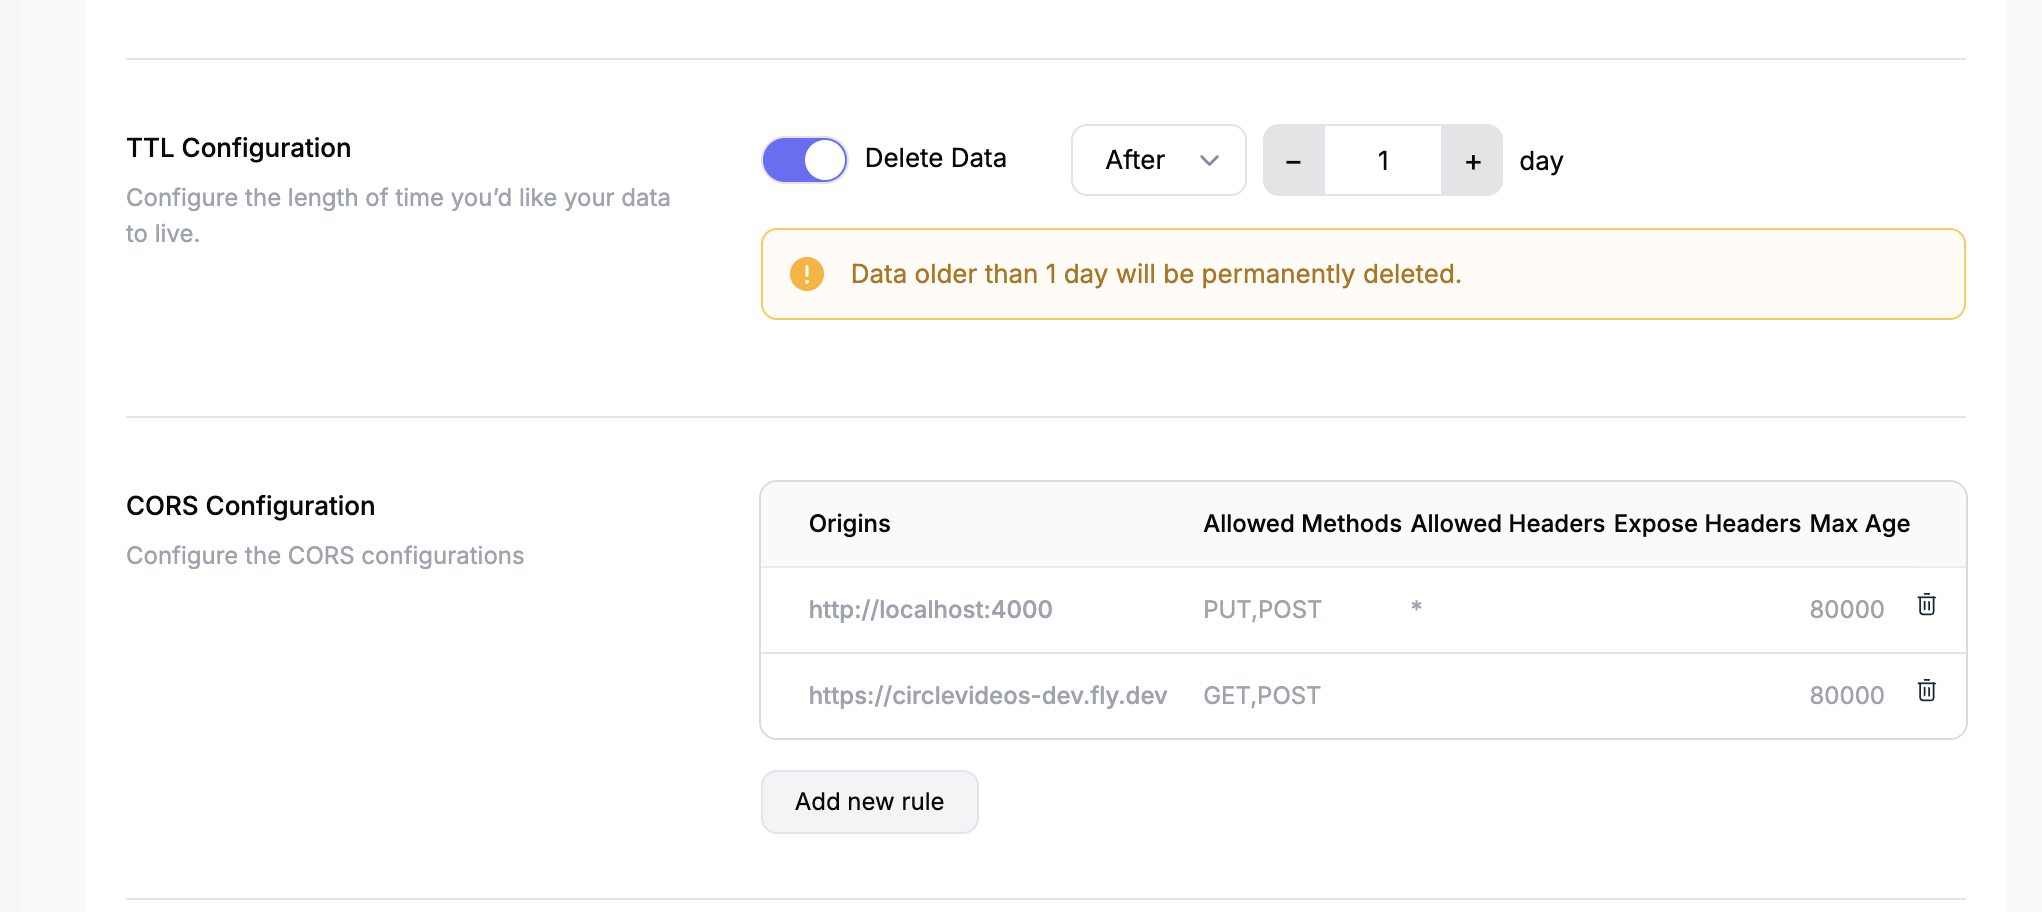 TTL Configuration
Configure the length of time you’d like your data
to live.
Delete Data
After
− 1 + day
Data older than 1 day will be permanently deleted.
CORS Configuration
Configure the CORS configurations
Origins Allowed Methods Allowed Headers Expose Headers Max Age
http://localhost:4000 PUT,POST * 80000
https://circlevideos-dev.fly.dev GET,POST 80000
Add new rule